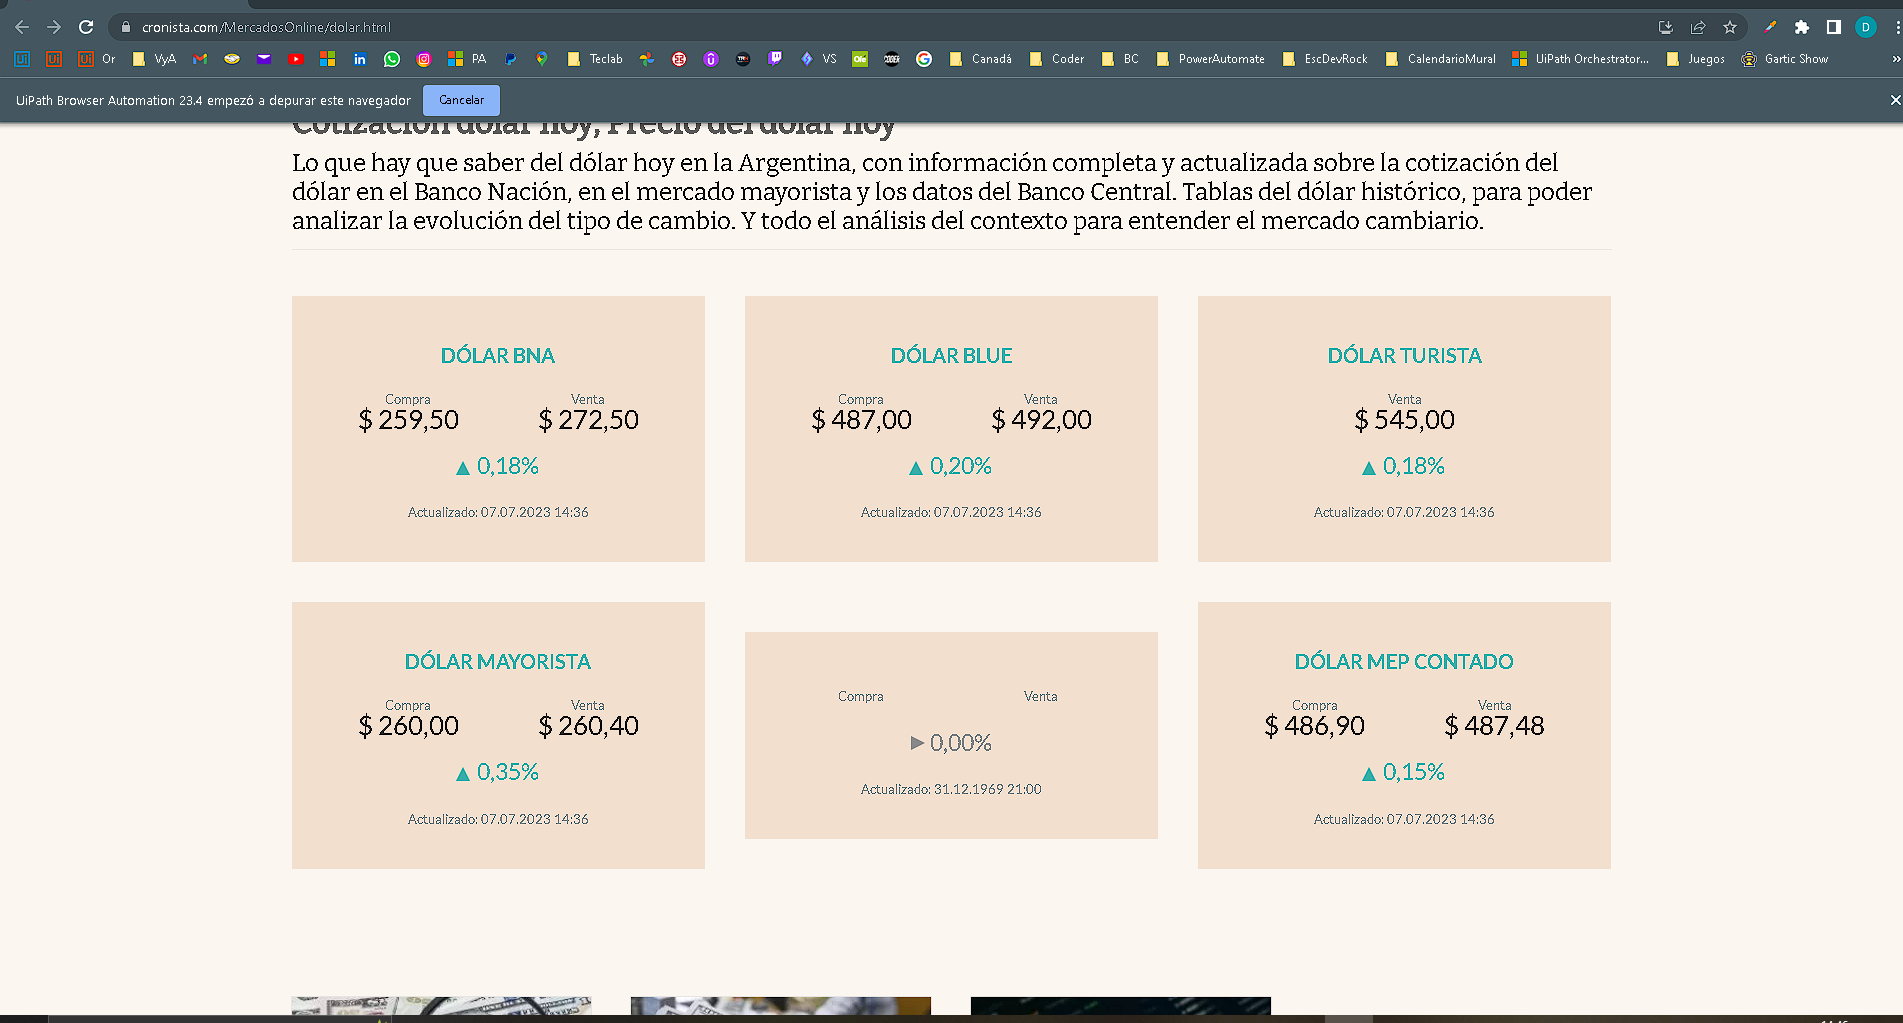 cronista.com/MercadosOnline/dolar.html
D
Or VyA PA Teclab VS Canadá Coder BC PowerAutomate EscDevRock CalendarioMural UiPath Orchestrator... Juegos Gartic Show »
UiPath Browser Automation 23.4 empezó a depurar este navegador Cancelar
Cotización dólar hoy, Precio del dólar hoy
Lo que hay que saber del dólar hoy en la Argentina, con información completa y actualizada sobre la cotización del
dólar en el Banco Nación, en el mercado mayorista y los datos del Banco Central. Tablas del dólar histórico, para poder
analizar la evolución del tipo de cambio. Y todo el análisis del contexto para entender el mercado cambiario.
DÓLAR BNA
Compra Venta
$ 259,50 $ 272,50
▲ 0,18%
Actualizado: 07.07.2023 14:36
DÓLAR BLUE
Compra Venta
$ 487,00 $ 492,00
▲ 0,20%
Actualizado: 07.07.2023 14:36
DÓLAR TURISTA
Venta
$ 545,00
▲ 0,18%
Actualizado: 07.07.2023 14:36
DÓLAR MAYORISTA
Compra Venta
$ 260,00 $ 260,40
▲ 0,35%
Actualizado: 07.07.2023 14:36
Compra Venta
► 0,00%
Actualizado: 31.12.1969 21:00
DÓLAR MEP CONTADO
Compra Venta
$ 486,90 $ 487,48
▲ 0,15%
Actualizado: 07.07.2023 14:36